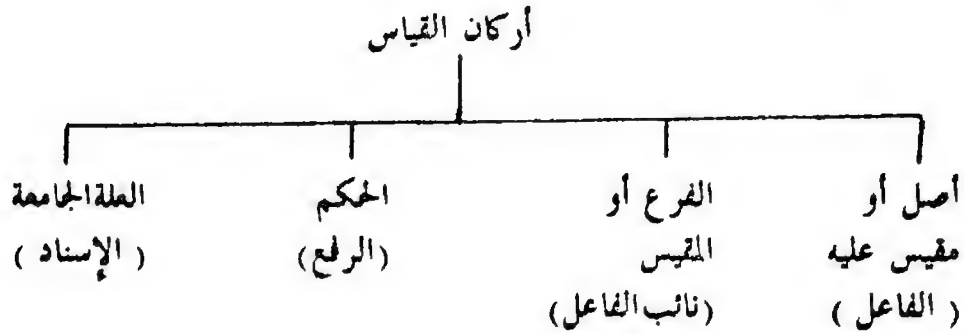 أركان القياس
أصل أو
مقيس عليه
( الفاعل )
الفرع أو
المقيس
(نائب الفاعل)
الحكم
(الرفع)
العلة الجامعة
( الإسناد )